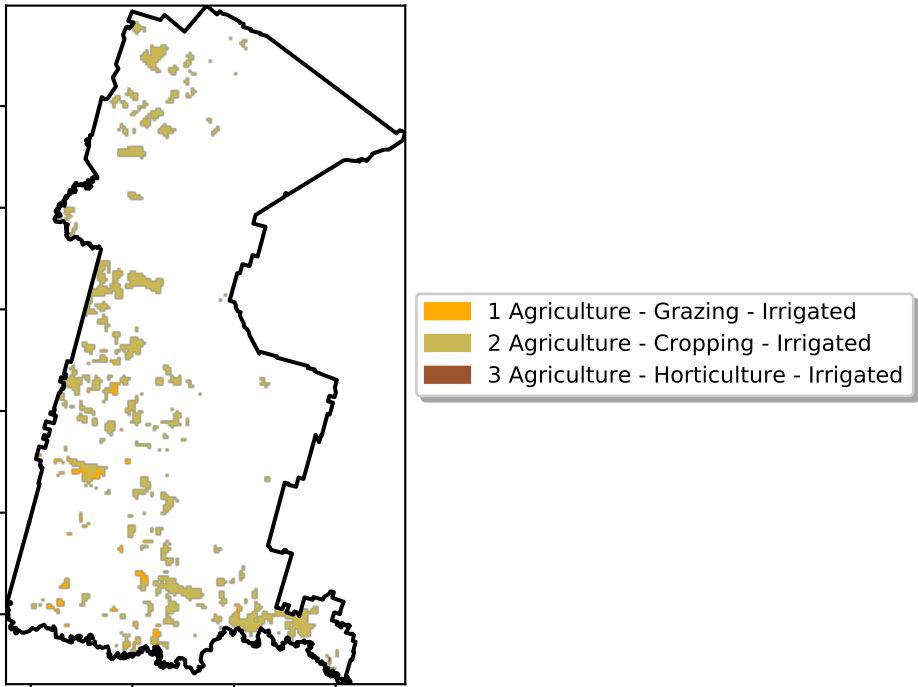 1 Agriculture - Grazing - Irrigated
2 Agriculture - Cropping - Irrigated
3 Agriculture - Horticulture - Irrigated